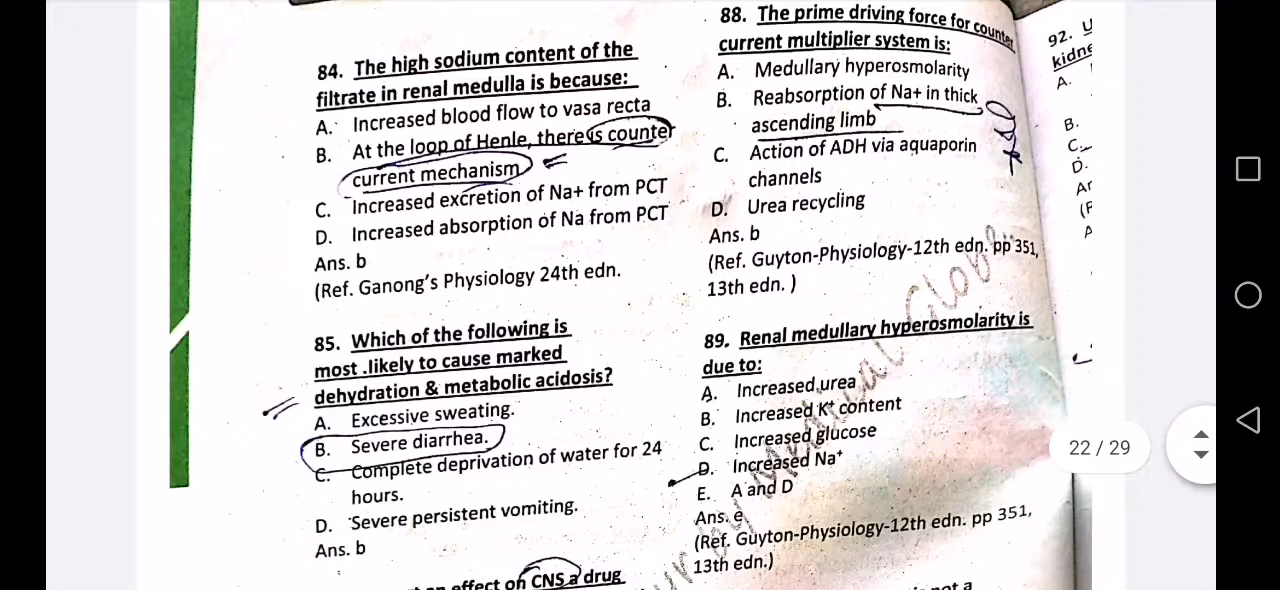 84. The high sodium content of the
filtrate in renal medulla is because:
A. Increased blood flow to vasa recta
B. At the loop of Henle, there is counter
current mechanism
C. Increased excretion of Na+ from PCT
D. Increased absorption of Na from PCT
Ans. b
(Ref. Ganong's Physiology 24th edn.
85. Which of the following is
most .likely to cause marked
dehydration & metabolic acidosis?
A. Excessive sweating.
B. Severe diarrhea.
C. Complete deprivation of water for 24
hours.
D. Severe persistent vomiting.
Ans. b
effect on CNS a drug
88. The prime driving force for counter
current multiplier system is:
A. Medullary hyperosmolarity
B. Reabsorption of Na+ in thick
ascending limb
C. Action of ADH via aquaporin
channels
D. Urea recycling
Ans. b
(Ref. Guyton-Physiology-12th edn. pp 351,
13th edn. )
89. Renal medullary hyperosmolarity is
due to:
A. Increased urea
B. Increased K+ content
C. Increased glucose
D. Increased Na+
E. A and D
Ans. e
(Ref. Guyton-Physiology-12th edn. pp 351,
13th edn.)
not a
92. U
kidne
A.
B.
C.
D.
Ar
(F
A
by Medical Globe
22 / 29